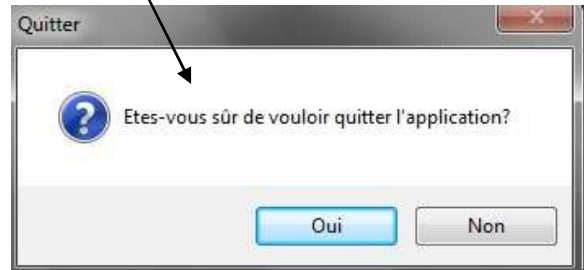 Quitter
Etes-vous sûr de vouloir quitter l'application?
Oui
Non